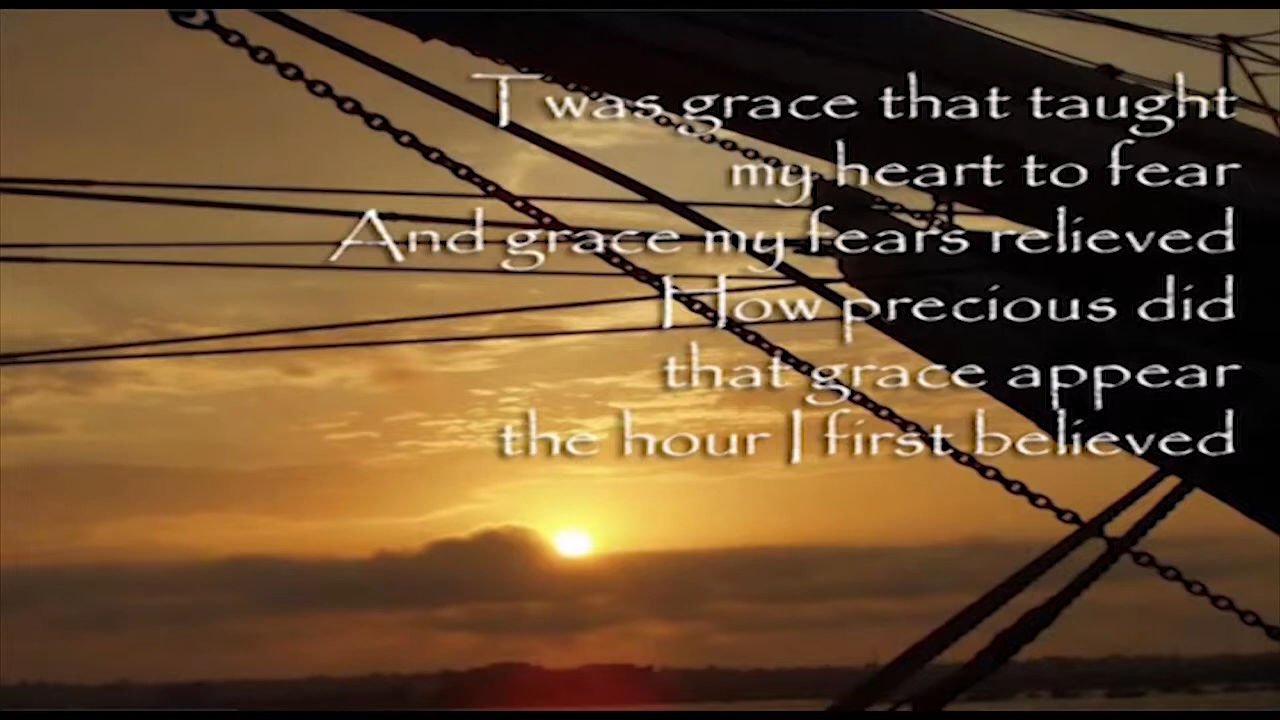 Twas grace that taught
my heart to fear
And grace my fears relieved
How precious did
that grace appear
the hour I first believed